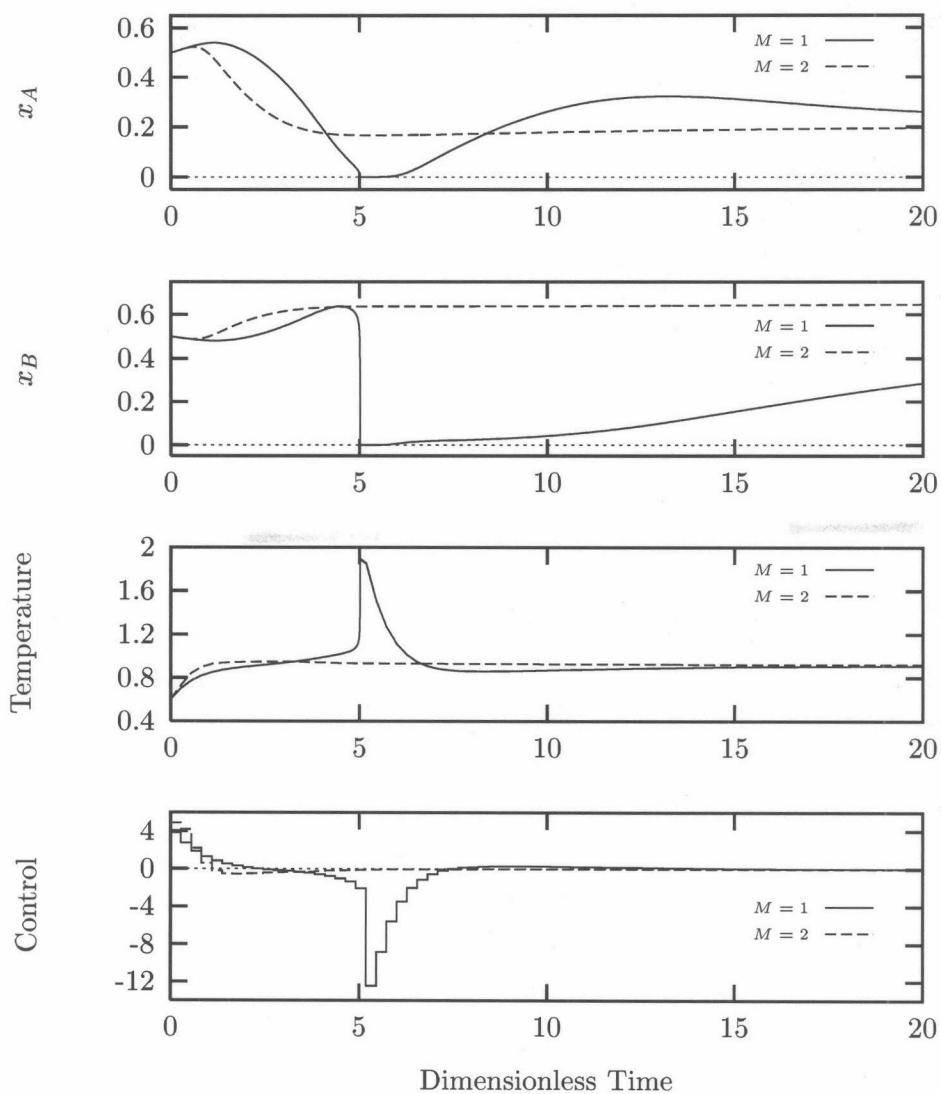 0.6
0.4
0.2
0
x_A
M = 1
M = 2
0 5 10 15 20
0.6
0.4
0.2
0
x_B
M = 1
M = 2
0 5 10 15 20
2
1.6
1.2
0.8
0.4
Temperature
M = 1
M = 2
0 5 10 15 20
4
0
-4
-8
-12
Control
M = 1
M = 2
0 5 10 15 20
Dimensionless Time